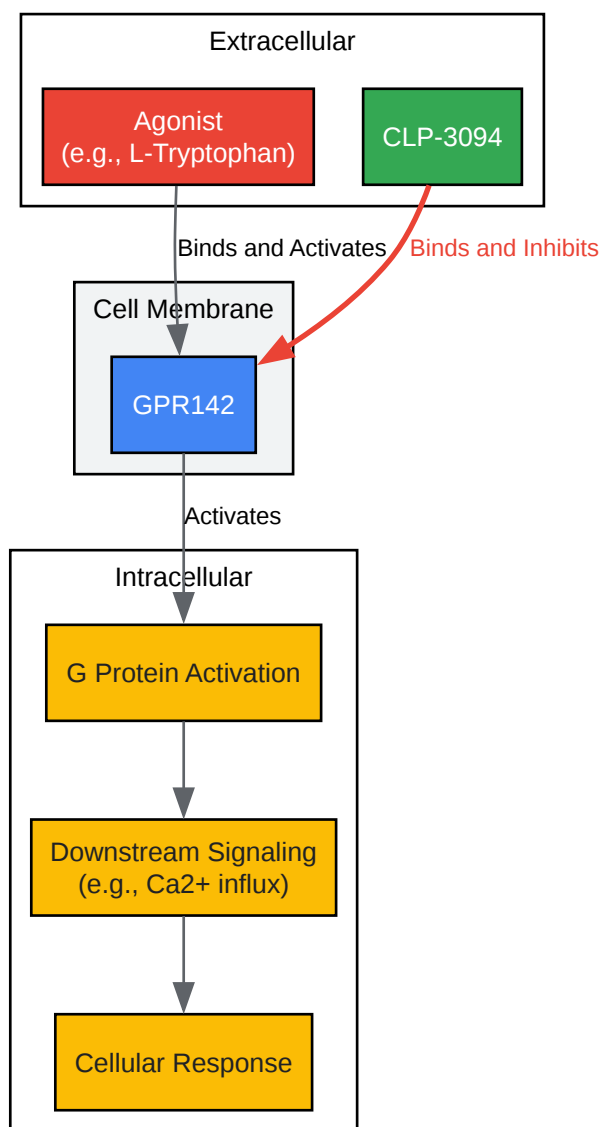 Extracellular
Agonist
(e.g., L-Tryptophan)
CLP-3094
Binds and Activates
Binds and Inhibits
Cell Membrane
GPR142
Activates
Intracellular
G Protein Activation
Downstream Signaling
(e.g., Ca2+ influx)
Cellular Response